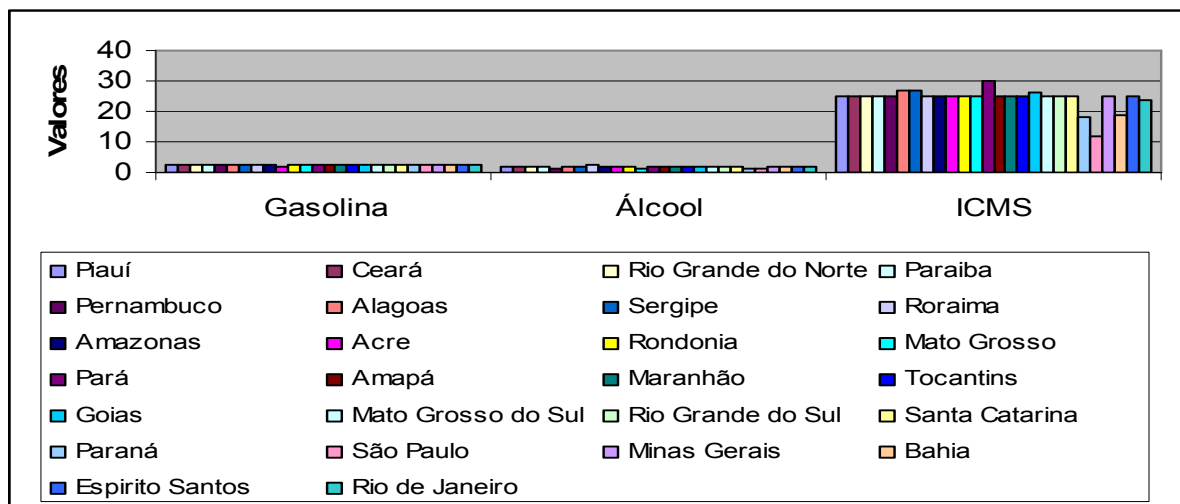 40
30
20
10
0
Valores
Gasolina Álcool ICMS
Piauí Ceará Rio Grande do Norte Paraiba
Pernambuco Alagoas Sergipe Roraima
Amazonas Acre Rondonia Mato Grosso
Pará Amapá Maranhão Tocantins
Goias Mato Grosso do Sul Rio Grande do Sul Santa Catarina
Paraná São Paulo Minas Gerais Bahia
Espirito Santos Rio de Janeiro